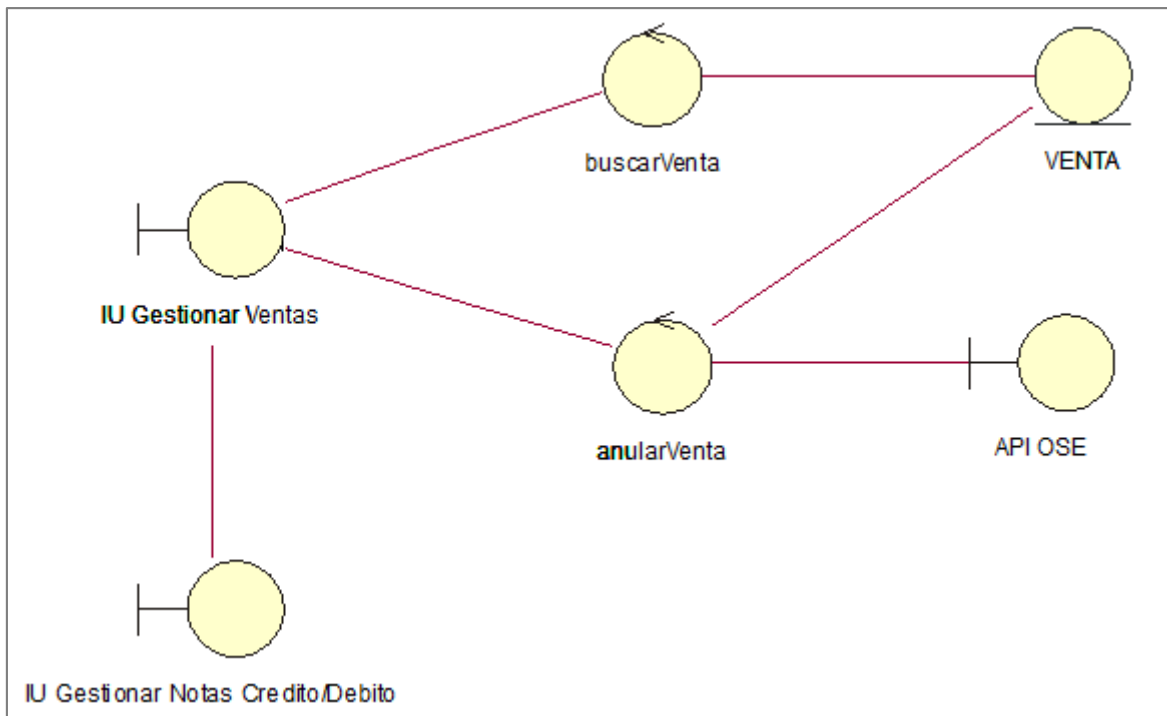 buscarVenta
VENTA
IU Gestionar Ventas
anularVenta
API OSE
IU Gestionar Notas Credito/Debito